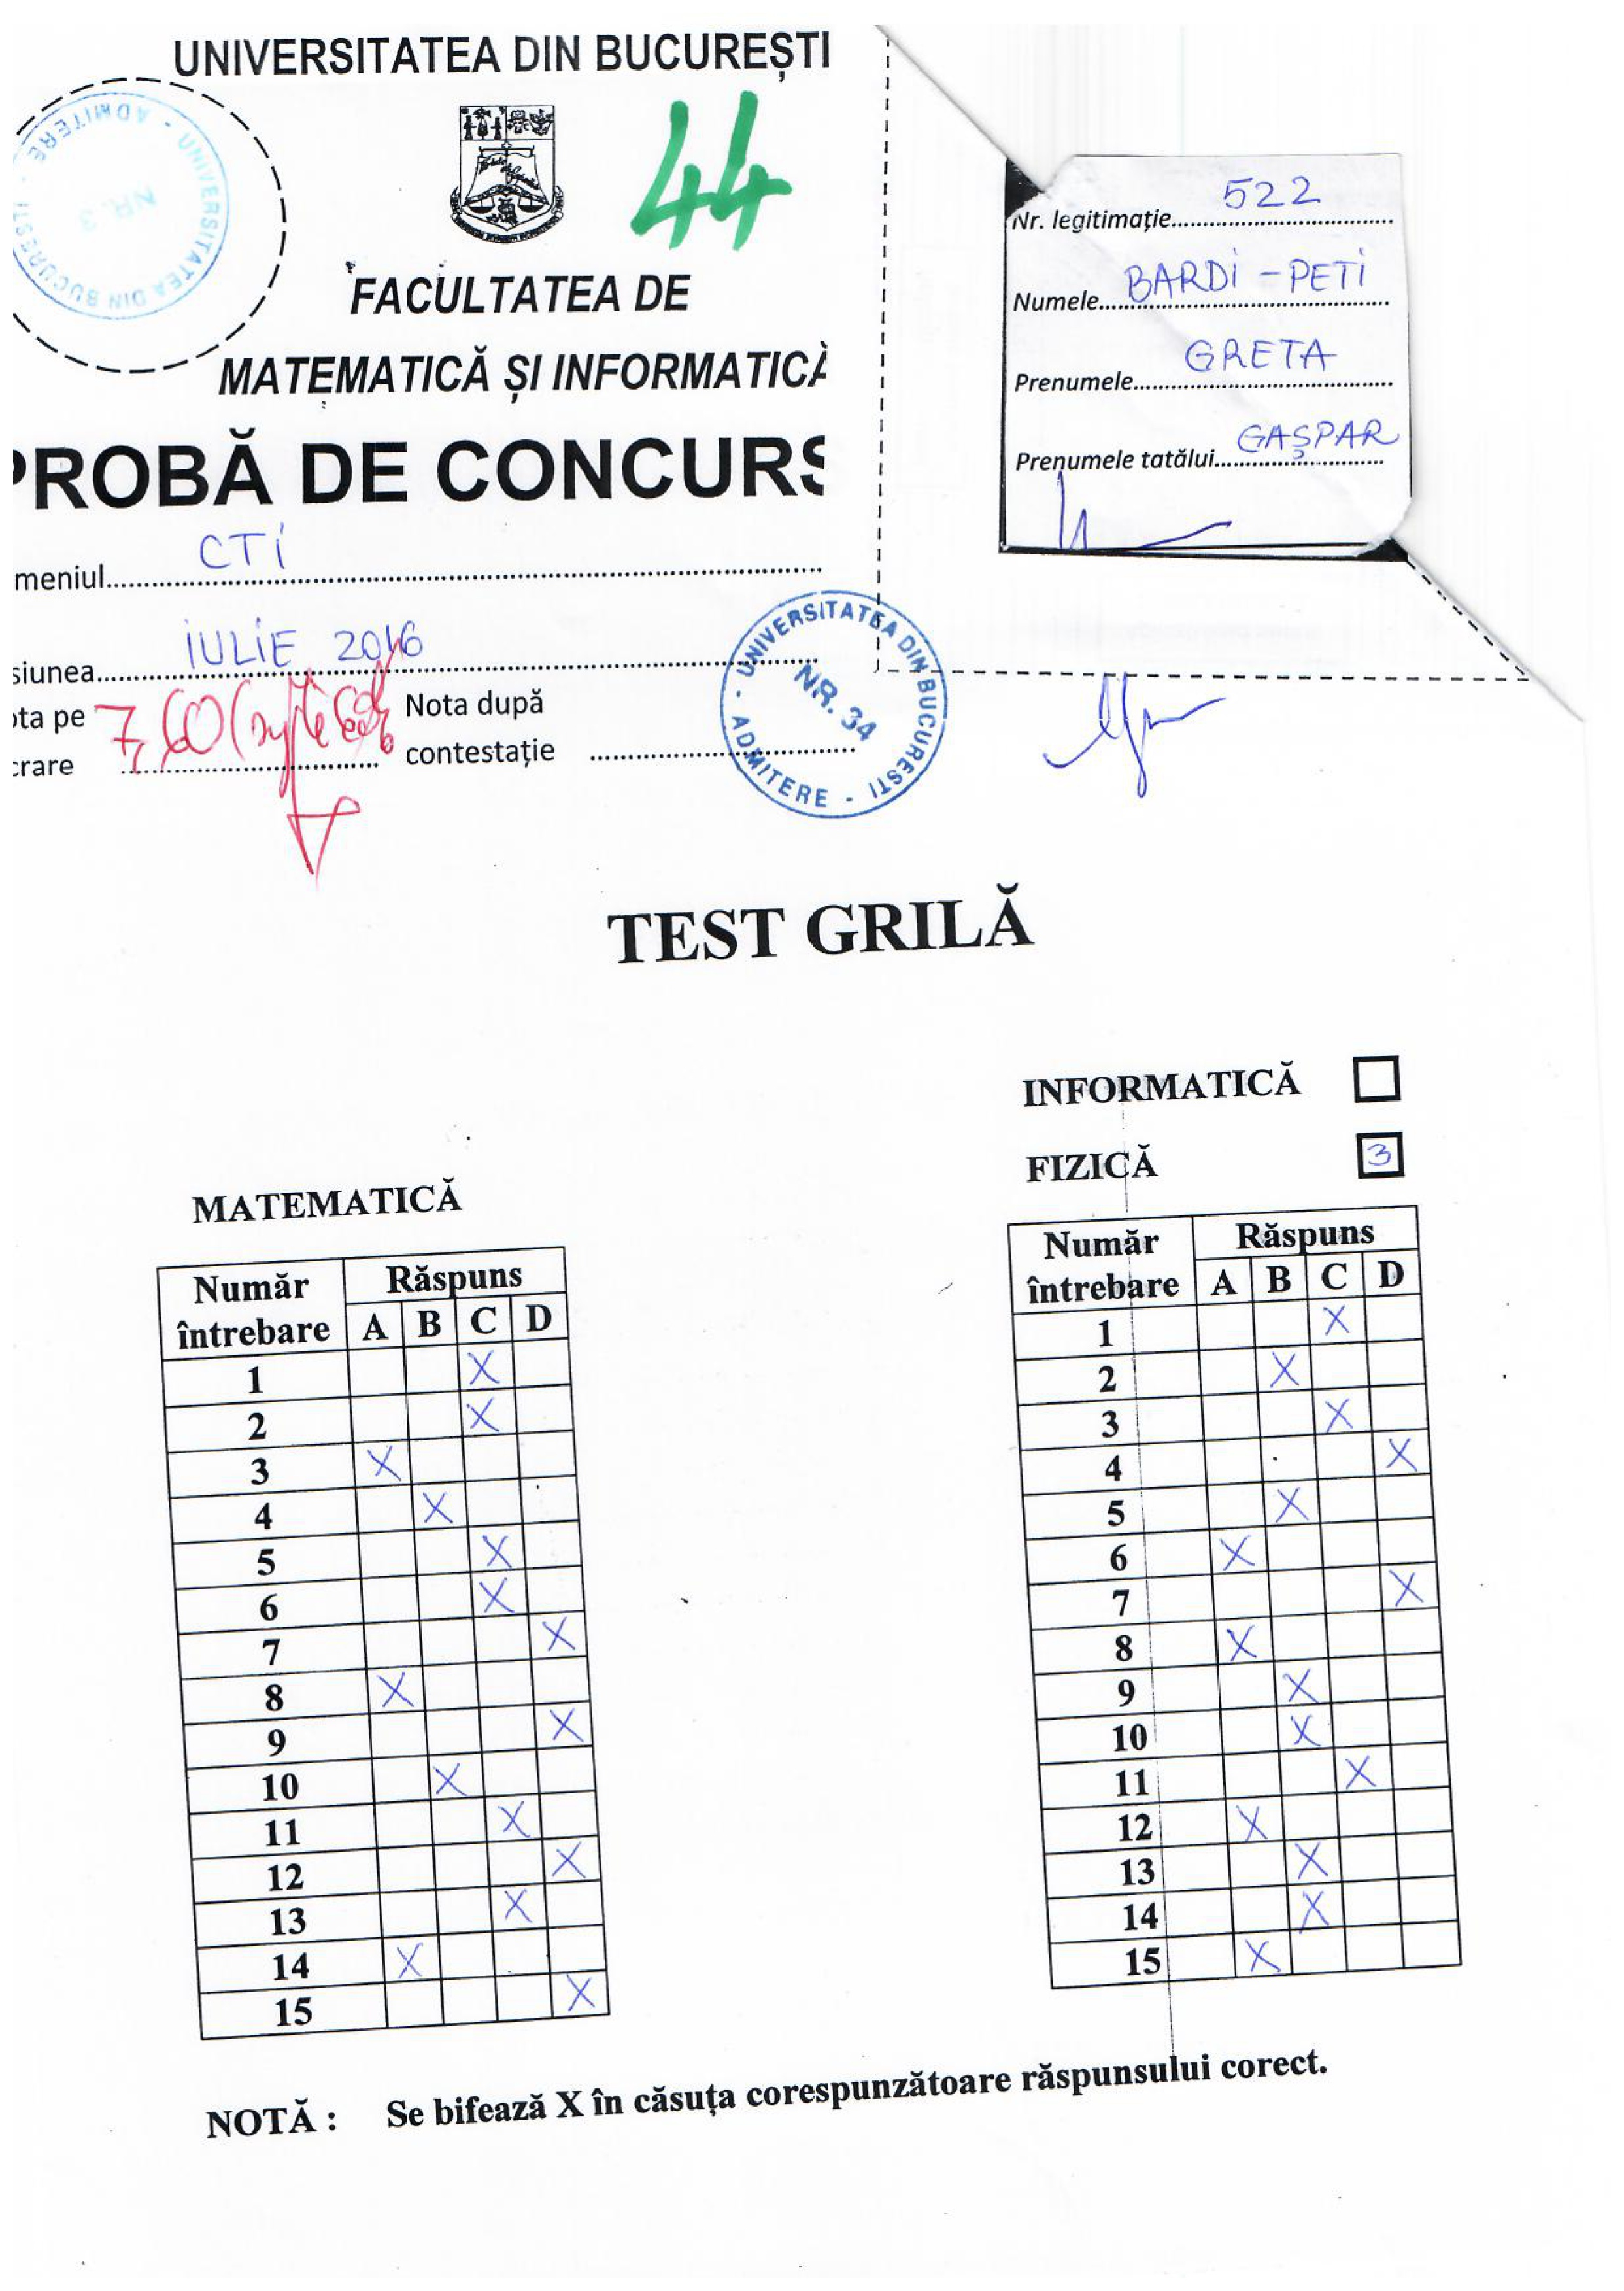 UNIVERSITATEA DIN BUCUREȘTI
UNIVERSITATEA DIN BUCUREȘTI - ADMITERE -
NR. 3
44
FACULTATEA DE
MATEMATICĂ ȘI INFORMATICĂ
PROBĂ DE CONCURS
meniul CTI
siunea IULIE 2016
ota pe
crare 7,60
Nota după
contestație
UNIVERSITATEA DIN BUCURESTI - ADMITERE -
NR. 34
Nr. legitimație 522
Numele BARDI - PETI
Prenumele GRETA
Prenumele tatălui GAȘPAR
TEST GRILĂ
INFORMATICĂ
FIZICĂ 3
MATEMATICĂ
Număr întrebare Răspuns
A B C D
1 X
2 X
3 X
4 X
5 X
6 X
7 X
8 X
9 X
10 X
11 X
12 X
13 X
14 X
15 X
Număr întrebare Răspuns
A B C D
1 X
2 X
3 X
4 X
5 X
6 X
7 X
8 X
9 X
10 X
11 X
12 X
13 X
14 X
15 X
NOTĂ : Se bifează X în căsuța corespunzătoare răspunsului corect.